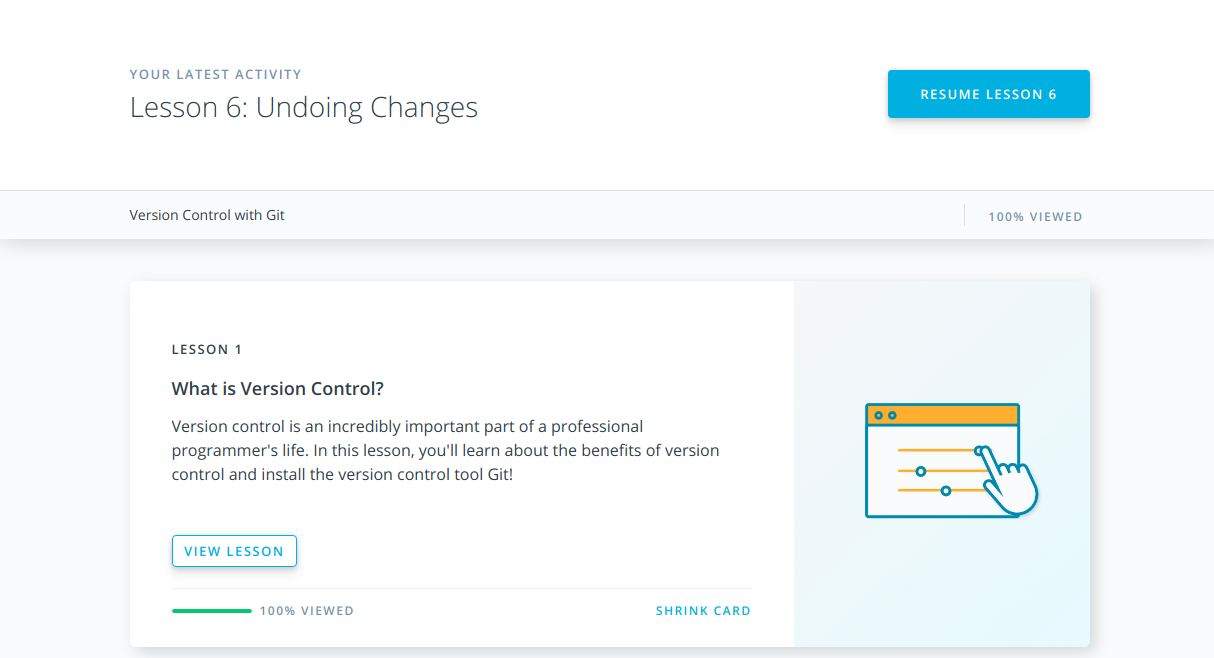 YOUR LATEST ACTIVITY
Lesson 6: Undoing Changes
RESUME LESSON 6
Version Control with Git
100% VIEWED
LESSON 1
What is Version Control?
Version control is an incredibly important part of a professional
programmer's life. In this lesson, you'll learn about the benefits of version
control and install the version control tool Git!
VIEW LESSON
100% VIEWED
SHRINK CARD